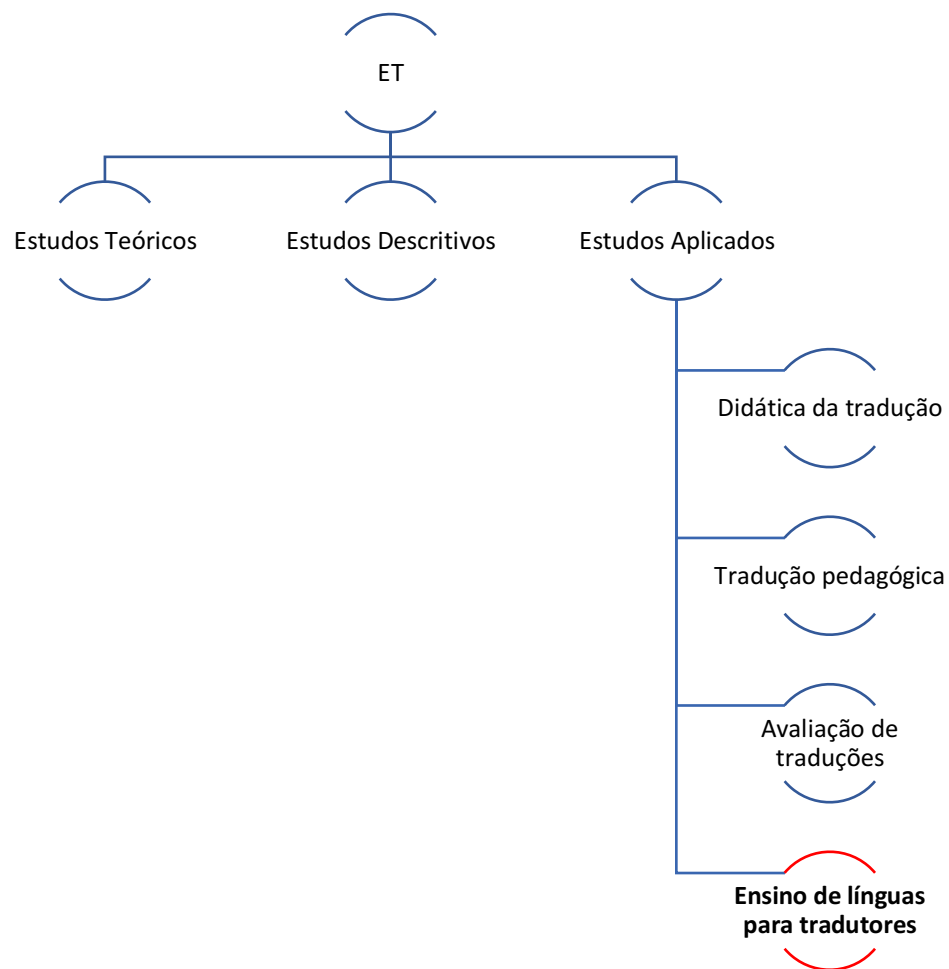 ET
Estudos Teóricos
Estudos Descritivos
Estudos Aplicados
Didática da tradução
Tradução pedagógica
Avaliação de
traduções
Ensino de línguas
para tradutores